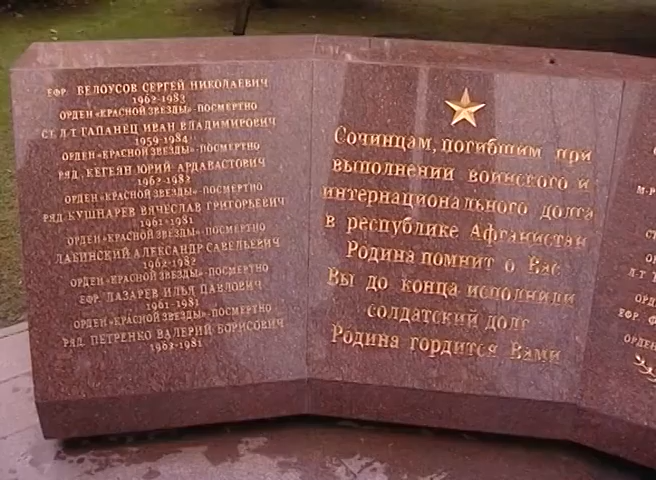 ЕФР. БЕЛОУСОВ СЕРГЕЙ НИКОЛАЕВИЧ
1962-1983
ОРДЕН «КРАСНОЙ ЗВЕЗДЫ» - ПОСМЕРТНО
СТ. Л-Т ГАПАНЕЦ ИВАН ВЛАДИМИРОВИЧ
1959-1984
ОРДЕН «КРАСНОЙ ЗВЕЗДЫ» - ПОСМЕРТНО
РЯД. КЕГЕЯН ЮРИЙ АРДАВАСТОВИЧ
1962-1982
ОРДЕН «КРАСНОЙ ЗВЕЗДЫ» - ПОСМЕРТНО
РЯД. КУШНАРЕВ ВЯЧЕСЛАВ ГРИГОРЬЕВИЧ
1961-1981
ОРДЕН «КРАСНОЙ ЗВЕЗДЫ» - ПОСМЕРТНО
ЛАБИНСКИЙ АЛЕКСАНДР САВЕЛЬЕВИЧ
1962-1982
ОРДЕН «КРАСНОЙ ЗВЕЗДЫ» - ПОСМЕРТНО
ЕФР. ЛАЗАРЕВ ИЛЬЯ ПАВЛОВИЧ
1961-1981
ОРДЕН «КРАСНОЙ ЗВЕЗДЫ» - ПОСМЕРТНО
РЯД. ПЕТРЕНКО ВАЛЕРИЙ БОРИСОВИЧ
1962-1981
Сочинцам, погибшим при
выполнении воинского и
интернационального долга
в республике Афганистан
Родина помнит о Вас
Вы до конца исполнили
солдатский долг
Родина гордится Вами
М-Р
Л-Т
ЕФР.
ОРДЕН